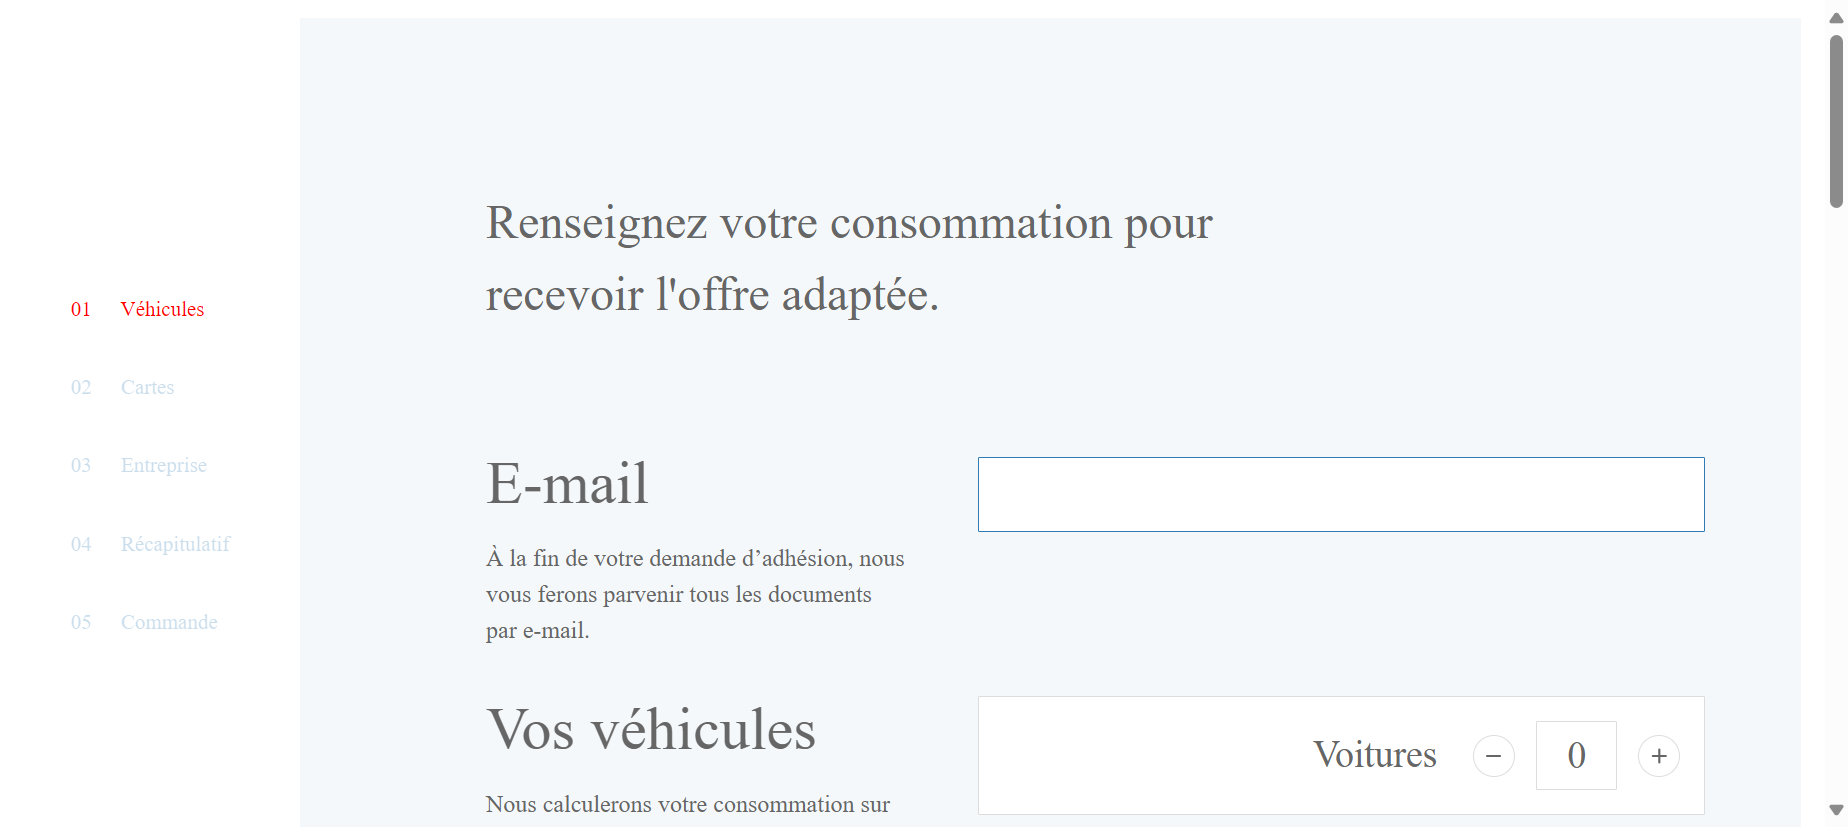 Renseignez votre consommation pour
recevoir l'offre adaptée.
01 Véhicules
02 Cartes
03 Entreprise
04 Récapitulatif
05 Commande
E-mail
À la fin de votre demande d’adhésion, nous
vous ferons parvenir tous les documents
par e-mail.
Vos véhicules
Voitures − 0 +
Nous calculerons votre consommation sur